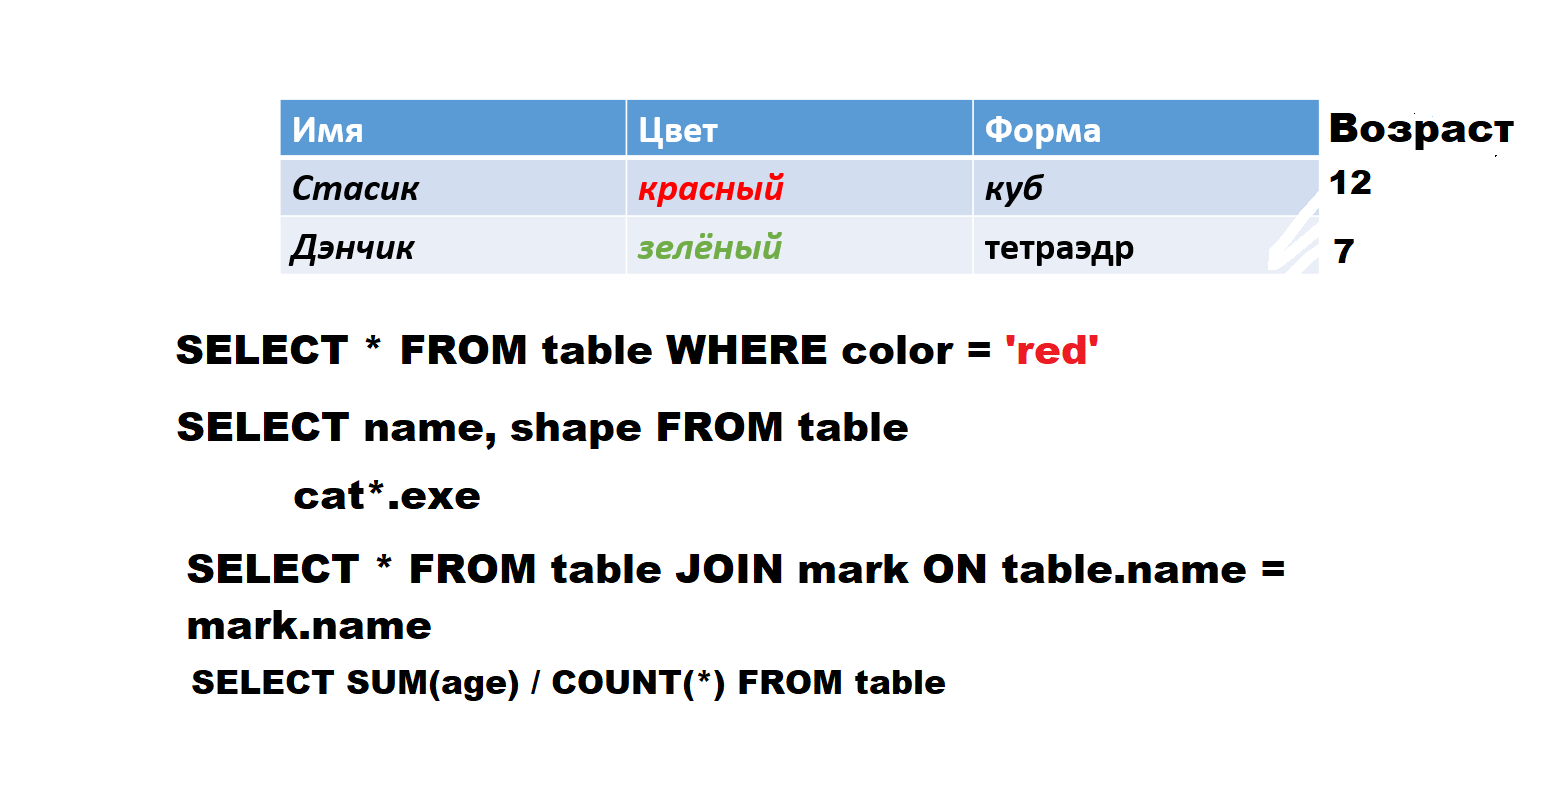 Имя Цвет Форма Возраст
Стасик красный куб 12
Дэнчик зелёный тетраэдр 7
SELECT * FROM table WHERE color = 'red'
SELECT name, shape FROM table
cat*.exe
SELECT * FROM table JOIN mark ON table.name =
mark.name
SELECT SUM(age) / COUNT(*) FROM table